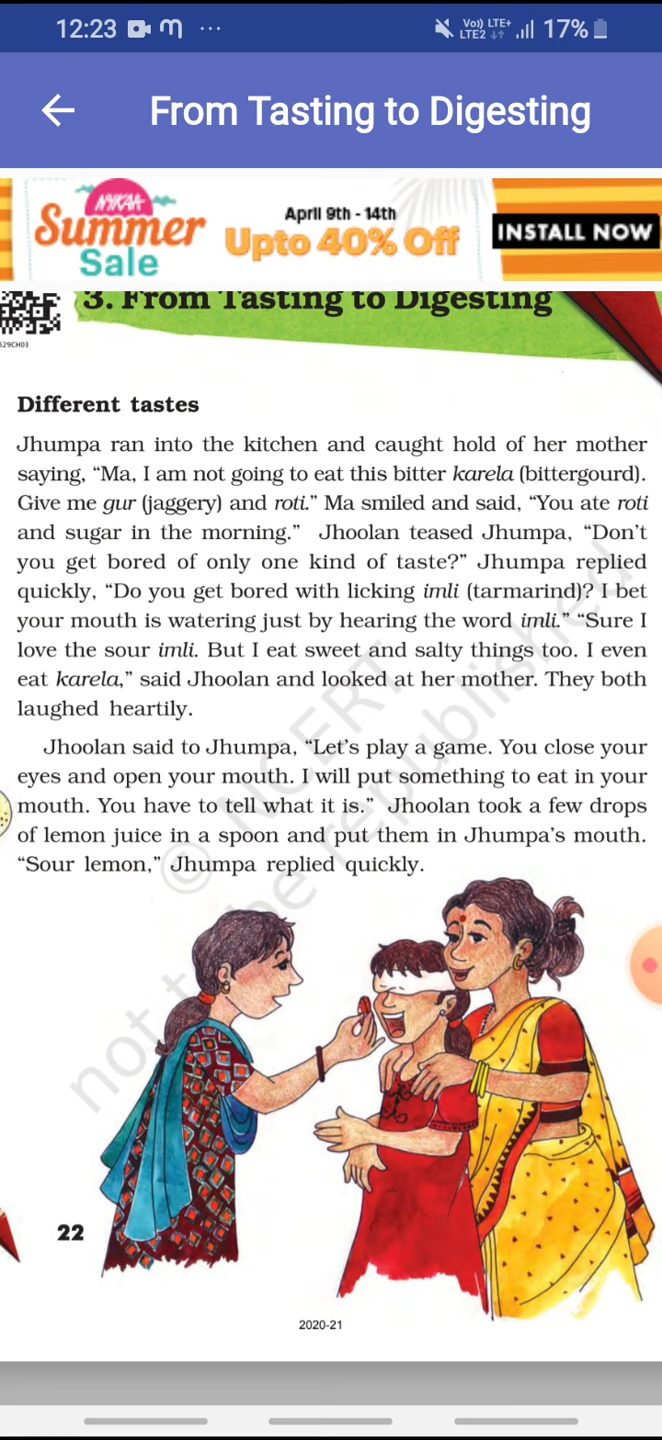 12:23
Vo)) LTE+
LTE2
17%
From Tasting to Digesting
NYKAA
Summer
Sale
April 9th - 14th
Upto 40% Off
INSTALL NOW
3. From Tasting to Digesting
529CH03
Different tastes
Jhumpa ran into the kitchen and caught hold of her mother
saying, “Ma, I am not going to eat this bitter karela (bittergourd).
Give me gur (jaggery) and roti.” Ma smiled and said, “You ate roti
and sugar in the morning.” Jhoolan teased Jhumpa, “Don’t
you get bored of only one kind of taste?” Jhumpa replied
quickly, “Do you get bored with licking imli (tarmarind)? I bet
your mouth is watering just by hearing the word imli.” “Sure I
love the sour imli. But I eat sweet and salty things too. I even
eat karela,” said Jhoolan and looked at her mother. They both
laughed heartily.
Jhoolan said to Jhumpa, “Let’s play a game. You close your
eyes and open your mouth. I will put something to eat in your
mouth. You have to tell what it is.” Jhoolan took a few drops
of lemon juice in a spoon and put them in Jhumpa’s mouth.
“Sour lemon,” Jhumpa replied quickly.
© NCERT
not to be republished
22
2020-21